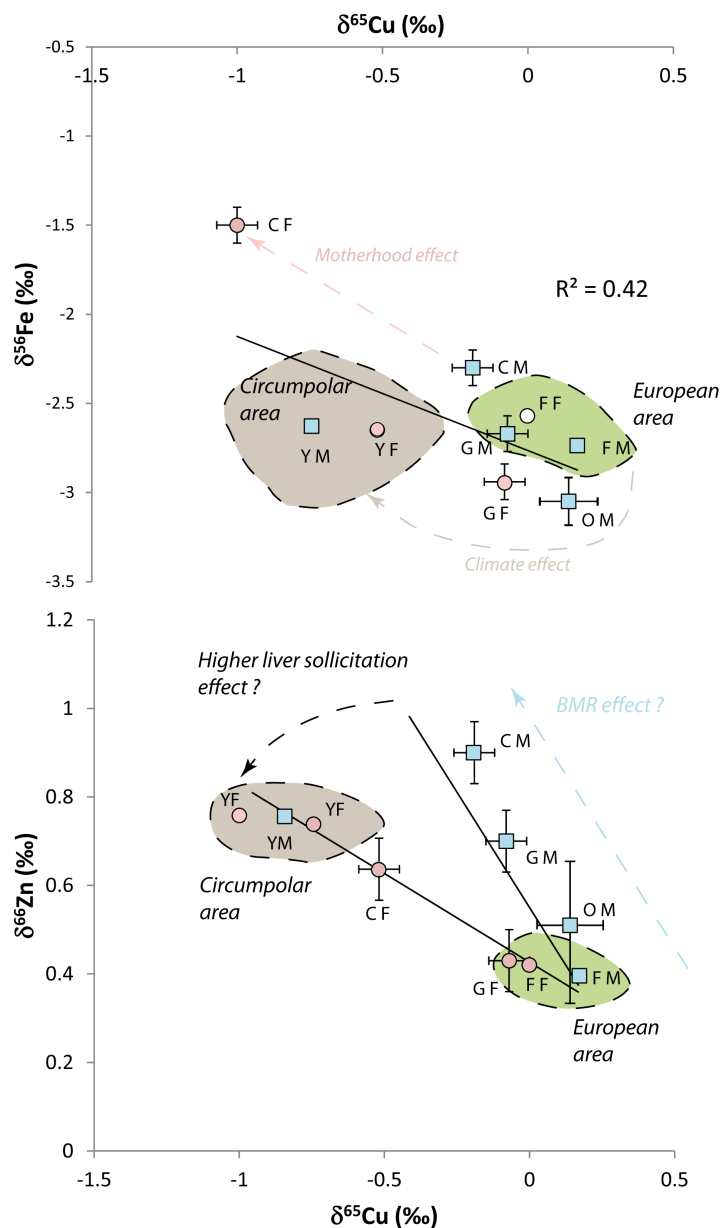 δ⁶⁵Cu (‰)
-1.5 -1 -0.5 0 0.5
-0.5
-1
-1.5
-2
-2.5
-3
-3.5
δ⁵⁶Fe (‰)
C F
Motherhood effect
R² = 0.42
C M
Circumpolar
area
European
area
F F
Y M
Y F
G M
F M
G F
O M
Climate effect
1.2
1
0.8
0.6
0.4
0.2
0
δ⁶⁶Zn (‰)
Higher liver sollicitation
effect ?
BMR effect ?
C M
YF
YF
YM
G M
Circumpolar
area
C F
O M
G F
F F
F M
European
area
-1.5 -1 -0.5 0 0.5
δ⁶⁵Cu (‰)